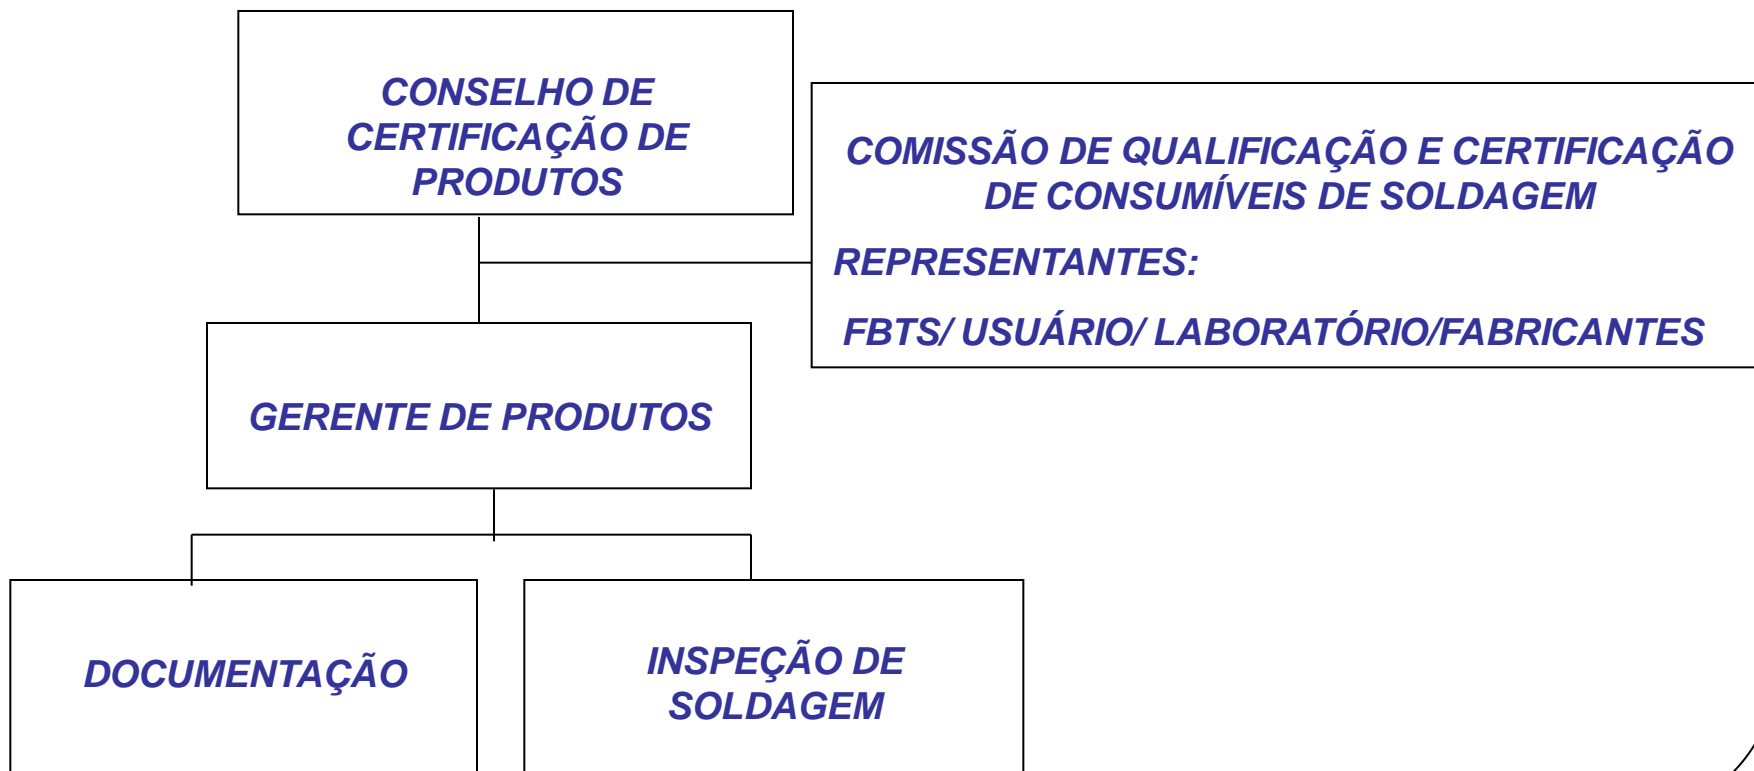 CONSELHO DE
CERTIFICAÇÃO DE
PRODUTOS
COMISSÃO DE QUALIFICAÇÃO E CERTIFICAÇÃO
DE CONSUMÍVEIS DE SOLDAGEM
REPRESENTANTES:
FBTS/ USUÁRIO/ LABORATÓRIO/FABRICANTES
GERENTE DE PRODUTOS
DOCUMENTAÇÃO
INSPEÇÃO DE
SOLDAGEM